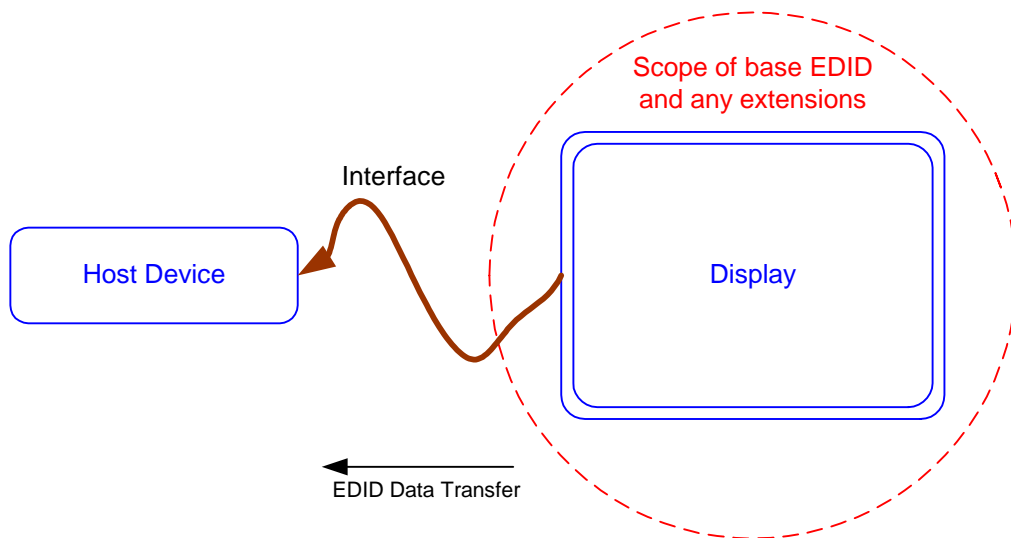 Scope of base EDID
and any extensions
Interface
Host Device
Display
EDID Data Transfer